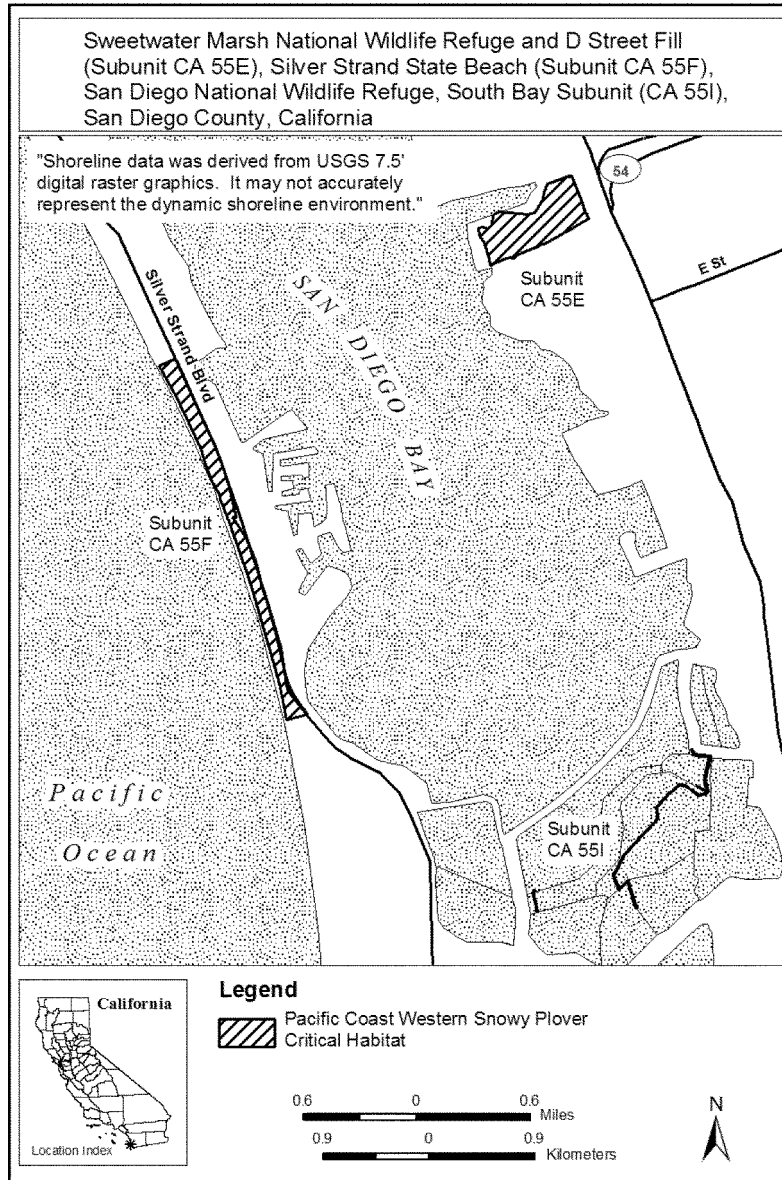 Sweetwater Marsh National Wildlife Refuge and D Street Fill
(Subunit CA 55E), Silver Strand State Beach (Subunit CA 55F),
San Diego National Wildlife Refuge, South Bay Subunit (CA 55I),
San Diego County, California
"Shoreline data was derived from USGS 7.5'
digital raster graphics. It may not accurately
represent the dynamic shoreline environment."
54
E St
Subunit
CA 55E
Silver Strand Blvd
SAN DIEGO BAY
Subunit
CA 55F
Pacific
Ocean
Subunit
CA 55I
California
Location Index
Legend
Pacific Coast Western Snowy Plover
Critical Habitat
0.6 0 0.6
Miles
0.9 0 0.9
Kilometers
N